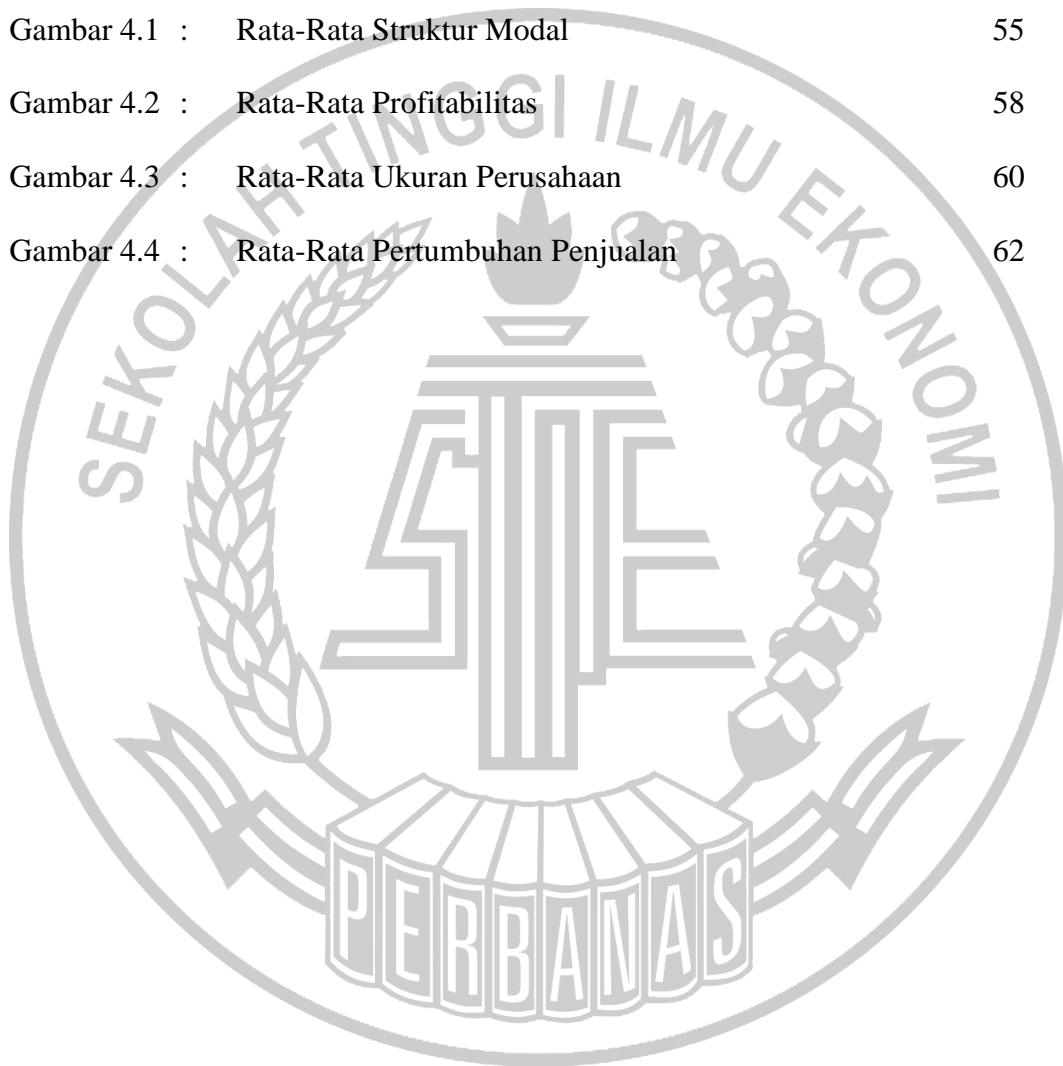 Gambar 4.1 : Rata-Rata Struktur Modal 55
Gambar 4.2 : Rata-Rata Profitabilitas 58
Gambar 4.3 : Rata-Rata Ukuran Perusahaan 60
Gambar 4.4 : Rata-Rata Pertumbuhan Penjualan 62
SEKOLAH TINGGI ILMU EKONOMI
STIE
PERBANAS